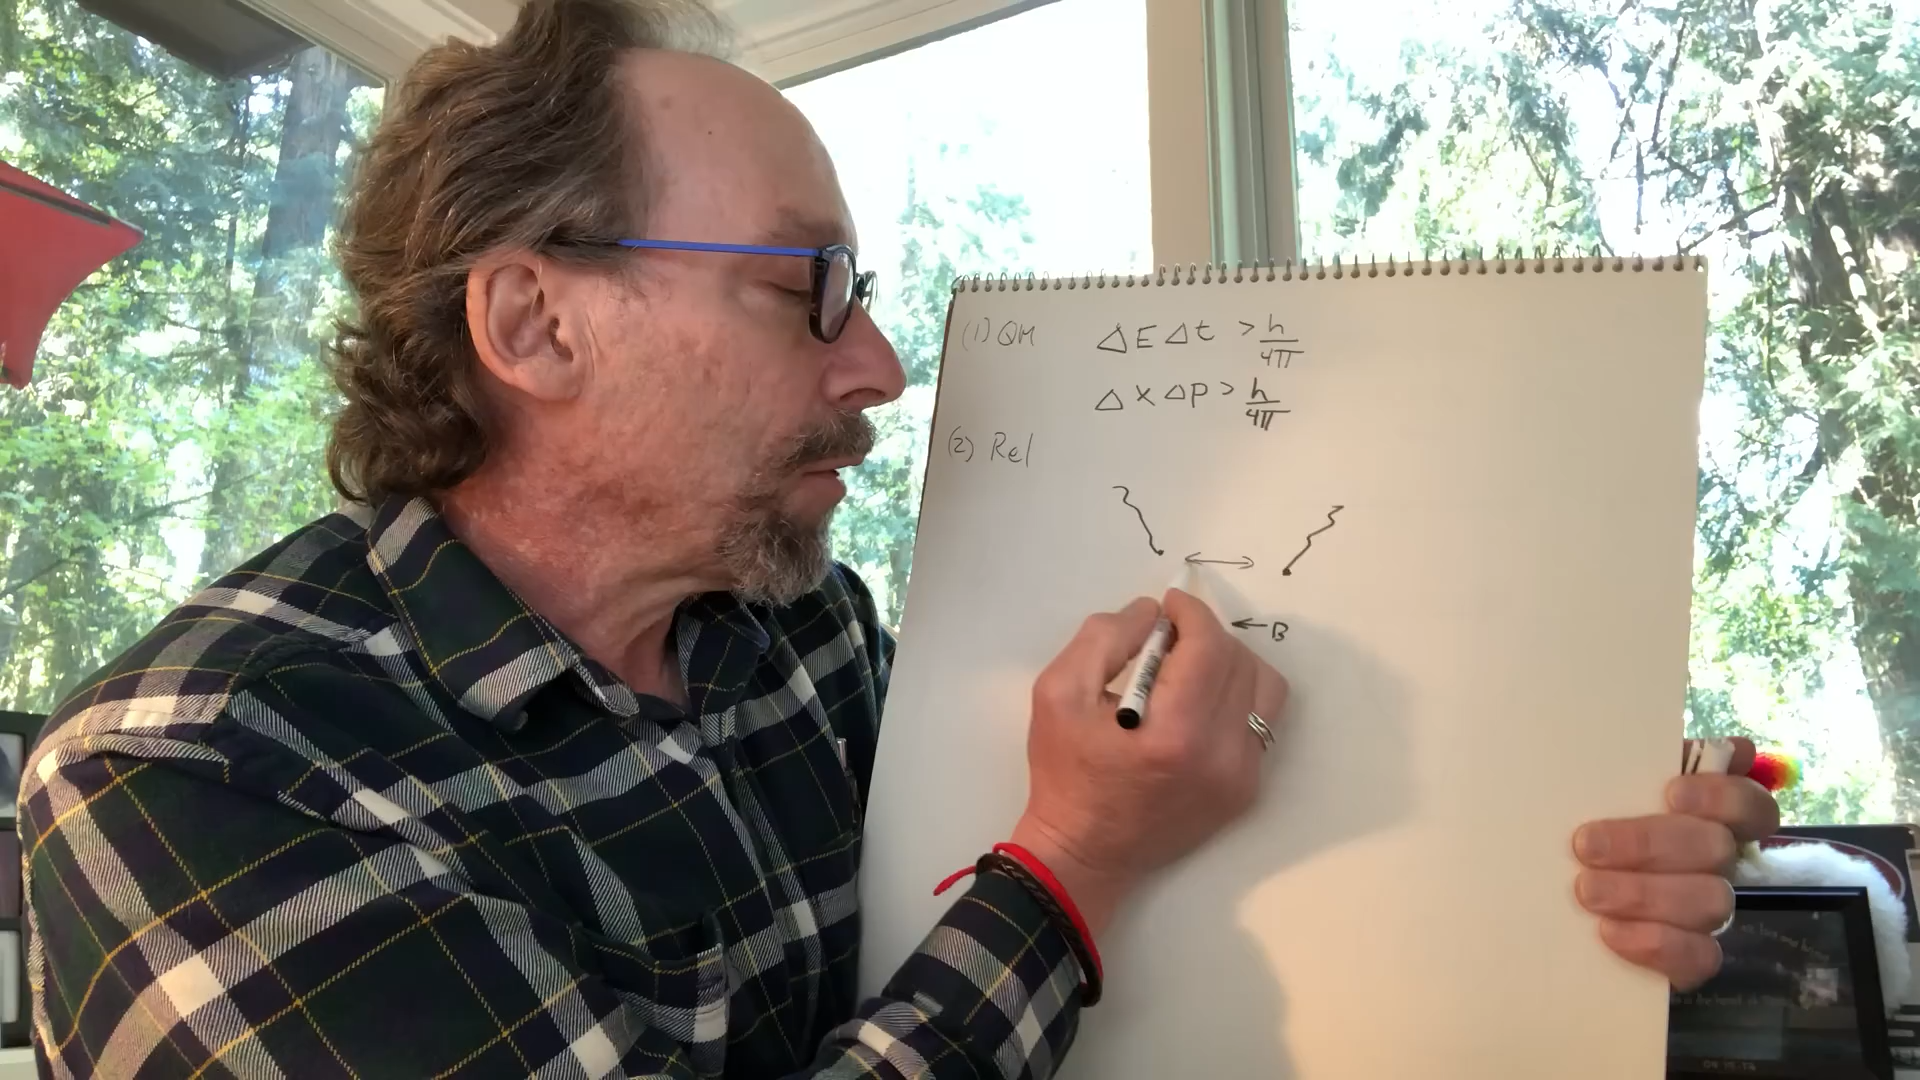 (1) QM ΔEΔt > h/4π
ΔxΔp > h/4π
(2) Rel
←B